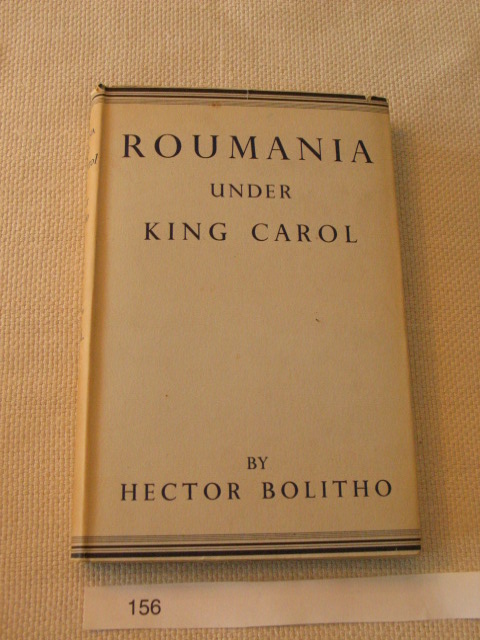 ROUMANIA
UNDER
KING CAROL
BY
HECTOR BOLITHO
156